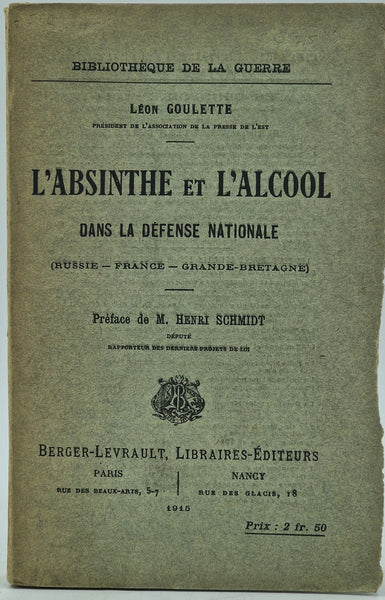 BIBLIOTHÈQUE DE LA GUERRE
LÉON GOULETTE
PRÉSIDENT DE L'ASSOCIATION DE LA PRESSE DE L'EST
L'ABSINTHE ET L'ALCOOL
DANS LA DÉFENSE NATIONALE
(RUSSIE — FRANCE — GRANDE-BRETAGNE)
Préface de M. HENRI SCHMIDT
DÉPUTÉ
RAPPORTEUR DES DERNIERS PROJETS DE LOI
BERGER-LEVRAULT, LIBRAIRES-ÉDITEURS
PARIS
RUE DES BEAUX-ARTS, 5-7
NANCY
RUE DES GLACIS, 18
1915
Prix : 2 fr. 50